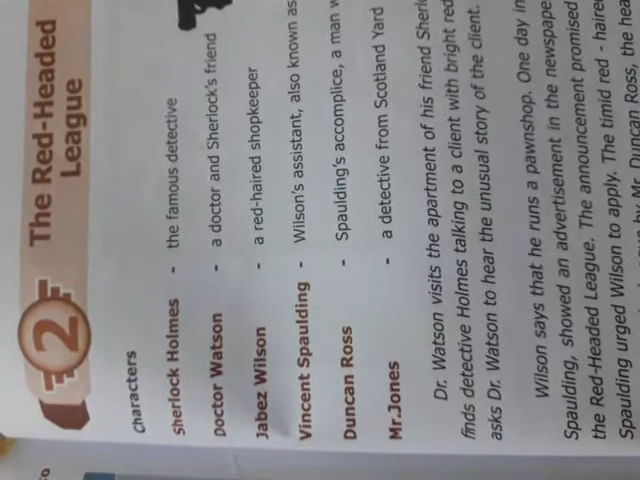 2
The Red-Headed
League
Characters
Sherlock Holmes - the famous detective
Doctor Watson - a doctor and Sherlock's friend
Jabez Wilson - a red-haired shopkeeper
Vincent Spaulding - Wilson's assistant, also known as
Duncan Ross - Spaulding's accomplice, a man
Mr.Jones - a detective from Scotland Yard
Dr. Watson visits the apartment of his friend
finds detective Holmes talking to a client with bright red
asks Dr. Watson to hear the unusual story of the client.
Wilson says that he runs a pawnshop. One day in
Spaulding, showed an advertisement in the
the Red-Headed League. The announcement promised
Spaulding urged Wilson to apply. The timid red - haired
by Mr. Duncan Ross, the